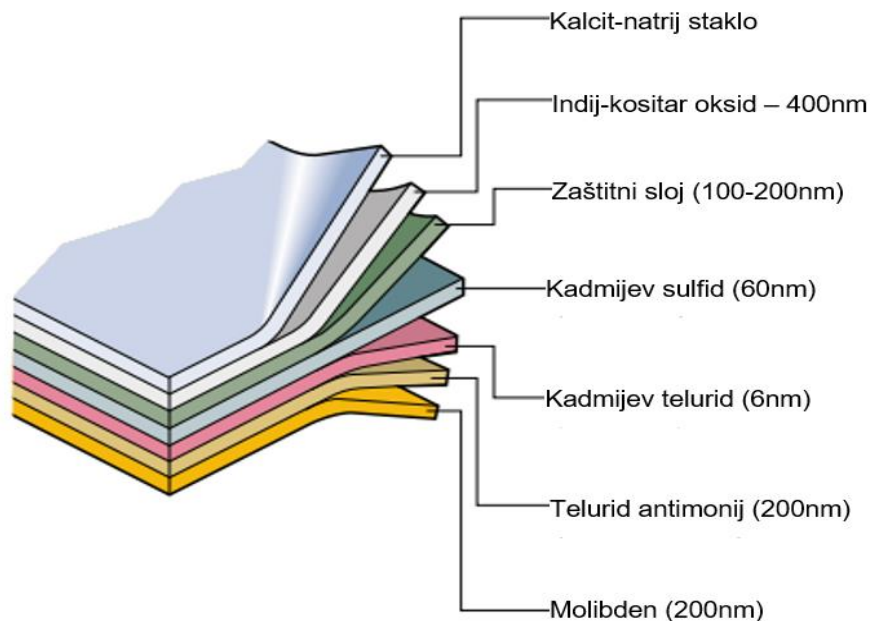 Kalcit-natrij staklo
Indij-kositar oksid – 400nm
Zaštitni sloj (100-200nm)
Kadmijev sulfid (60nm)
Kadmijev telurid (6nm)
Telurid antimonij (200nm)
Molibden (200nm)